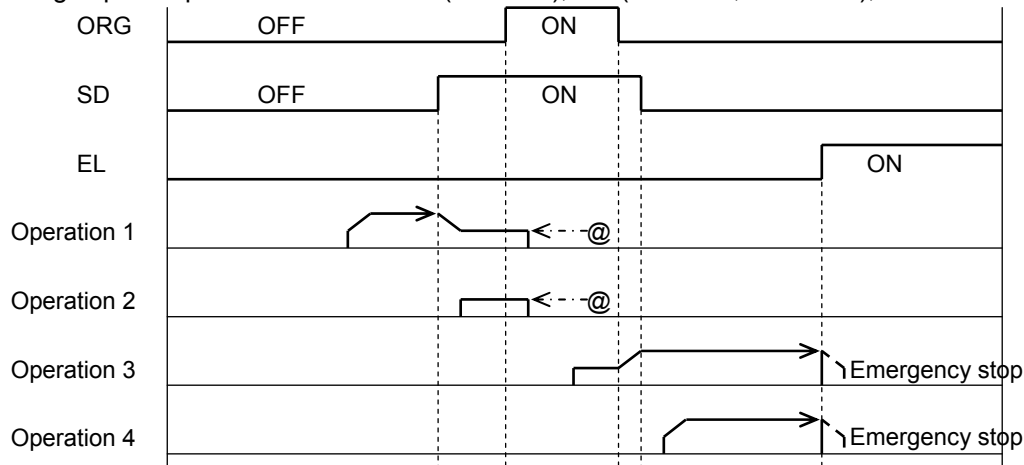 ORG OFF ON
SD OFF ON
EL ON
Operation 1 @
Operation 2 @
Operation 3 Emergency stop
Operation 4 Emergency stop